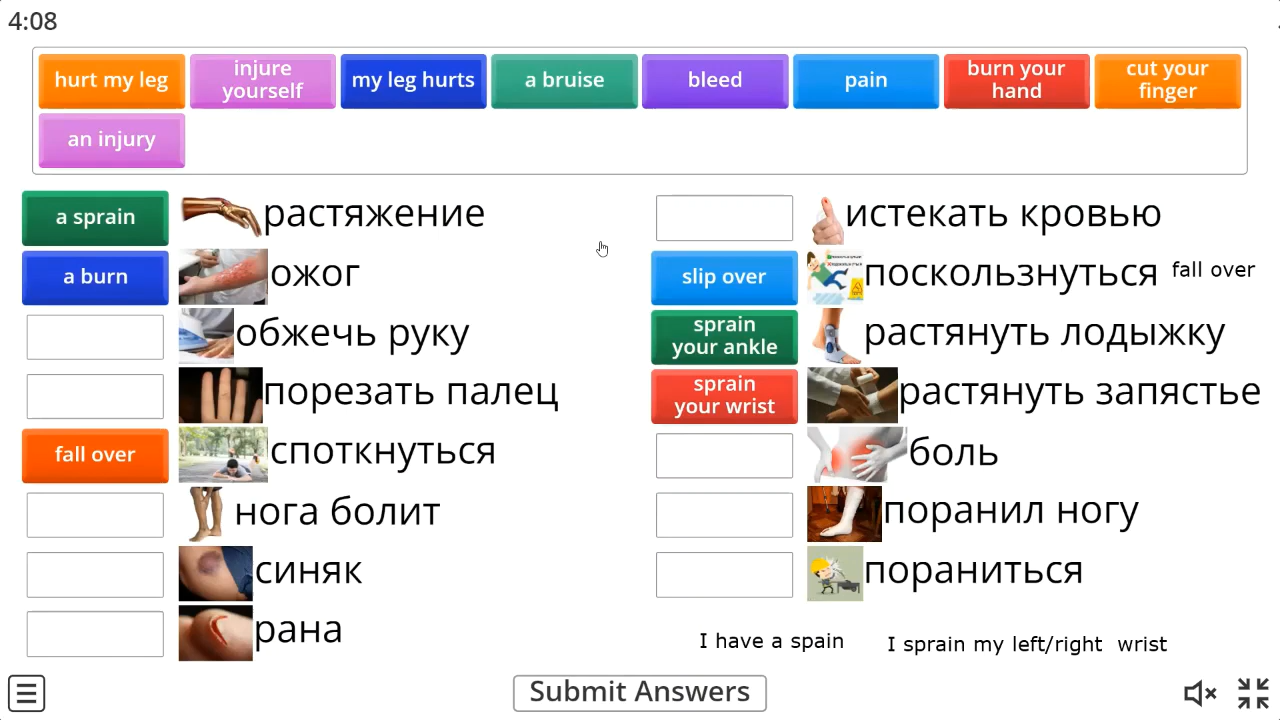 4:08
hurt my leg
injure
yourself
my leg hurts
a bruise
bleed
pain
burn your
hand
cut your
finger
an injury
a sprain
растяжение
истекать кровью
a burn
ожог
slip over
поскользнуться
fall over
обжечь руку
sprain
your ankle
растянуть лодыжку
порезать палец
sprain
your wrist
растянуть запястье
fall over
споткнуться
боль
нога болит
поранил ногу
синяк
пораниться
рана
I have a spain
I sprain my left/right wrist
Submit Answers